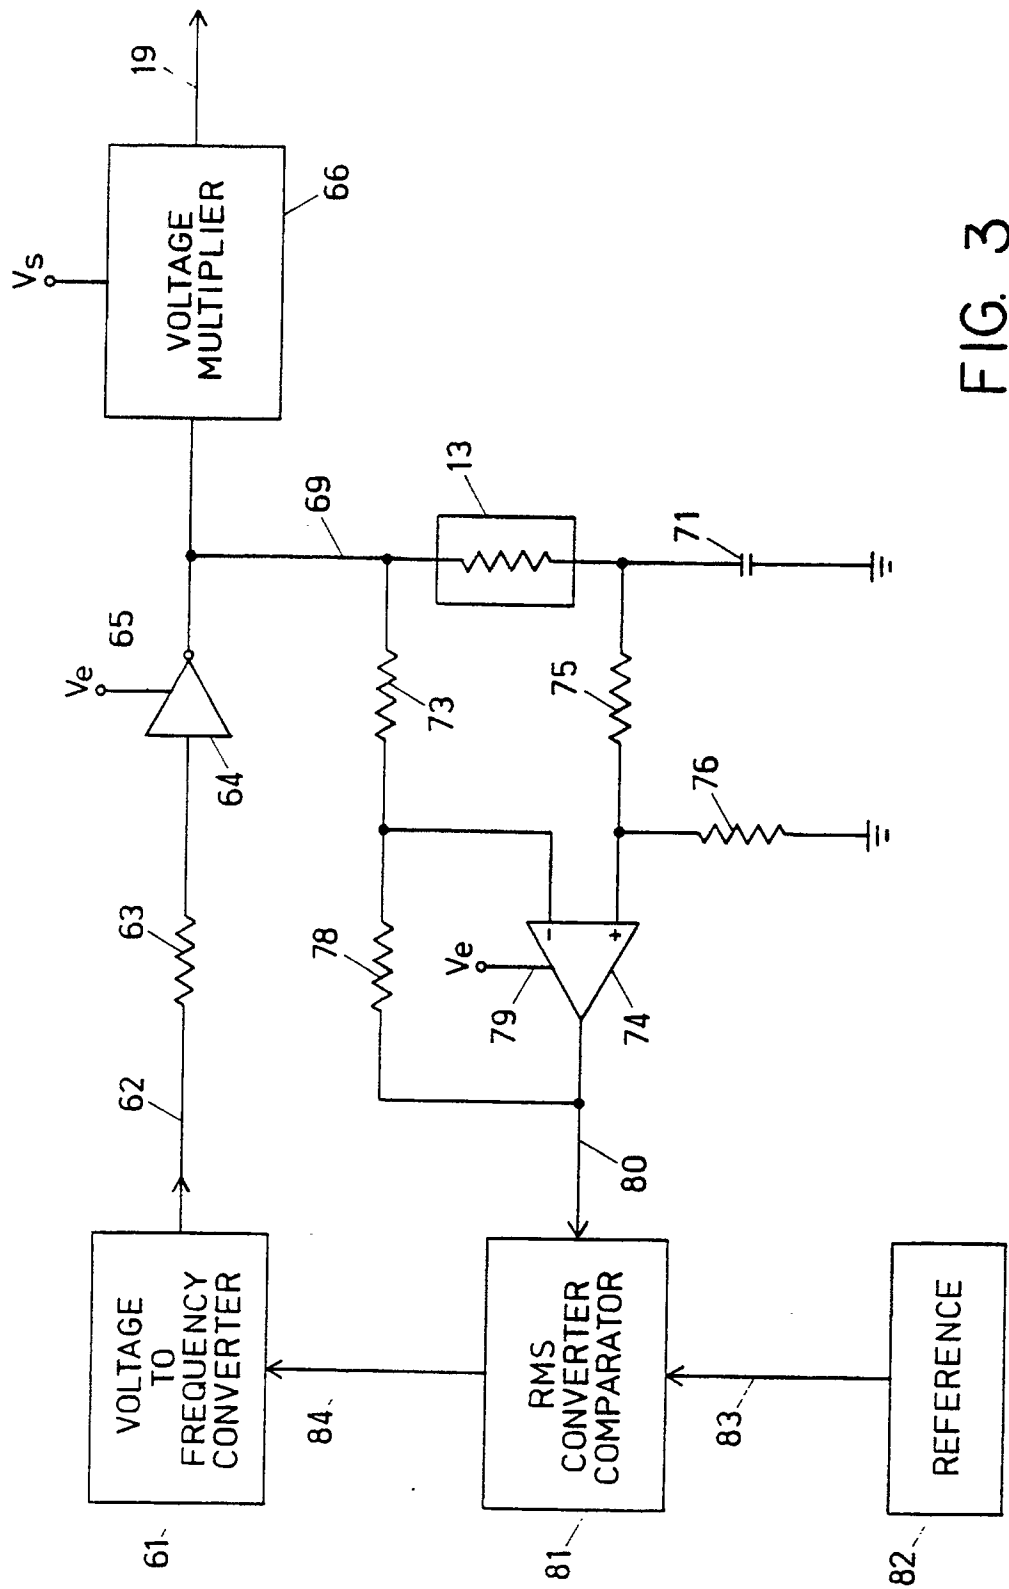 VOLTAGE
TO
FREQUENCY
CONVERTER
61
62
63
64
Ve
65
VOLTAGE
MULTIPLIER
Vs
66
19
69
13
71
73
75
76
78
Ve
79
74
80
84
RMS
CONVERTER
COMPARATOR
81
83
REFERENCE
82
-
+
FIG. 3